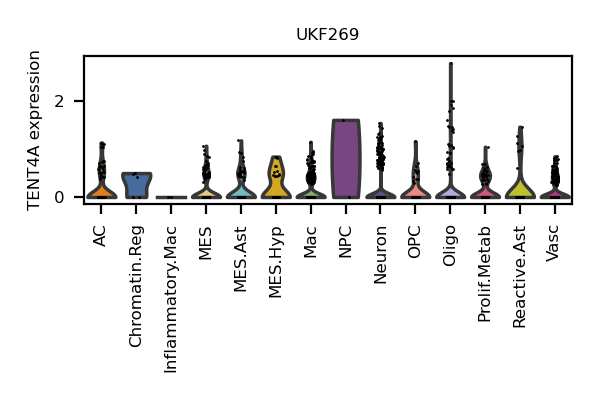 UKF269
TENT4A expression
2
0
AC
Chromatin.Reg
Inflammatory.Mac
MES
MES.Ast
MES.Hyp
Mac
NPC
Neuron
OPC
Oligo
Prolif.Metab
Reactive.Ast
Vasc